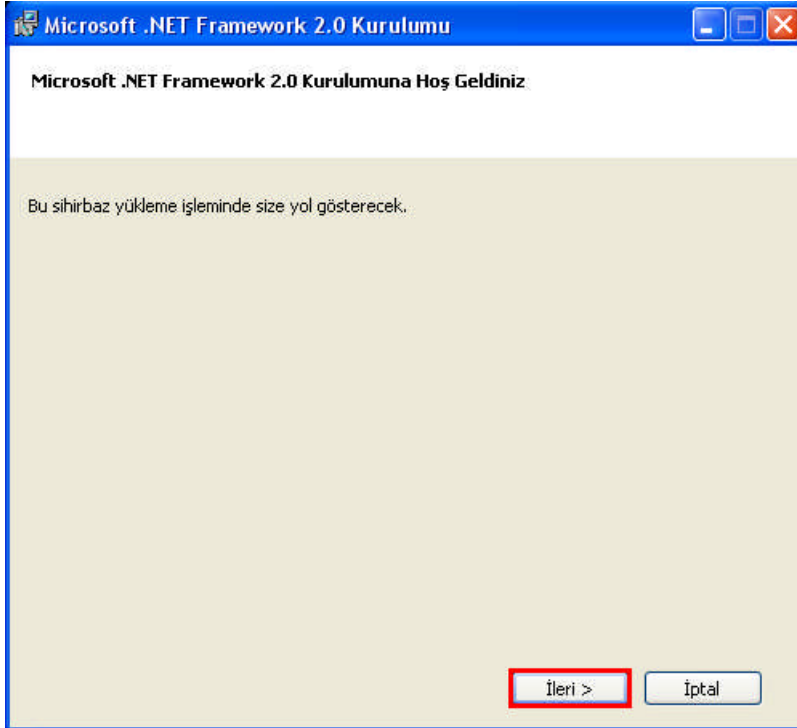 Microsoft .NET Framework 2.0 Kurulumu
Microsoft .NET Framework 2.0 Kurulumuna Hoş Geldiniz
Bu sihirbaz yükleme işleminde size yol gösterecek.
İleri >
İptal